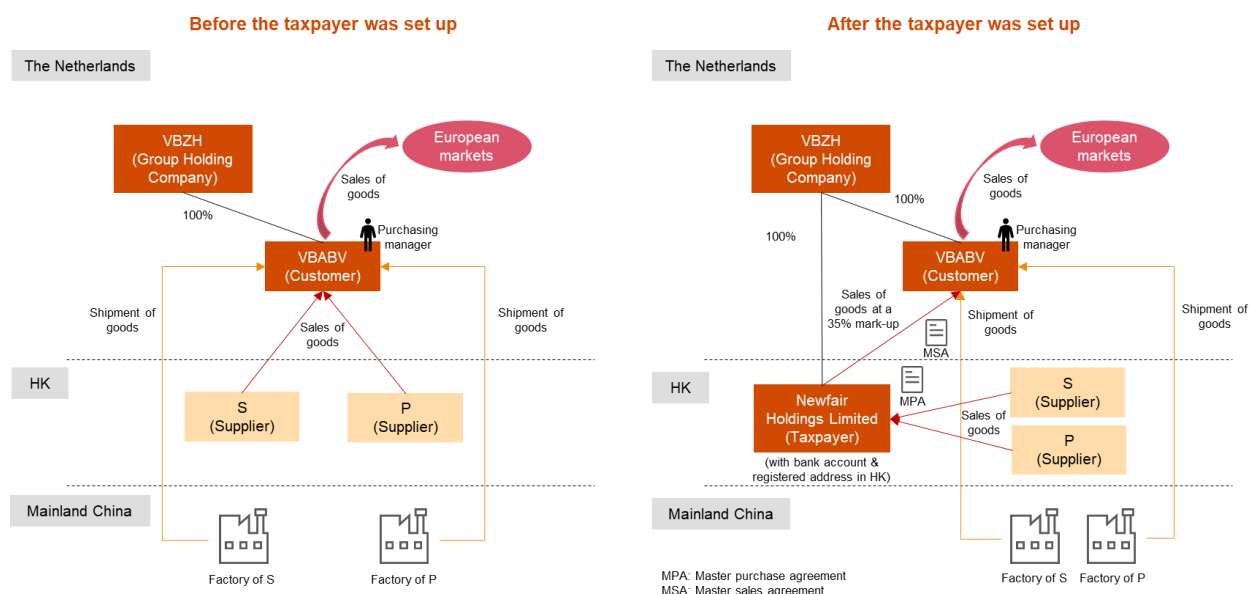 Before the taxpayer was set up
The Netherlands
VBZH
(Group Holding
Company)
European
markets
Sales of
goods
100%
Purchasing
manager
VBABV
(Customer)
Shipment of
goods
Sales of
goods
Shipment of
goods
HK
S
(Supplier)
P
(Supplier)
Mainland China
Factory of S
Factory of P
After the taxpayer was set up
The Netherlands
VBZH
(Group Holding
Company)
European
markets
Sales of
goods
100%
100%
Purchasing
manager
VBABV
(Customer)
Sales of
goods at a
35% mark-up
Shipment of
goods
Shipment of
goods
MSA
HK
MPA
Newfair
Holdings Limited
(Taxpayer)
(with bank account &
registered address in HK)
S
(Supplier)
Sales of
goods
P
(Supplier)
Mainland China
Factory of S
Factory of P
MPA: Master purchase agreement
MSA: Master sales agreement